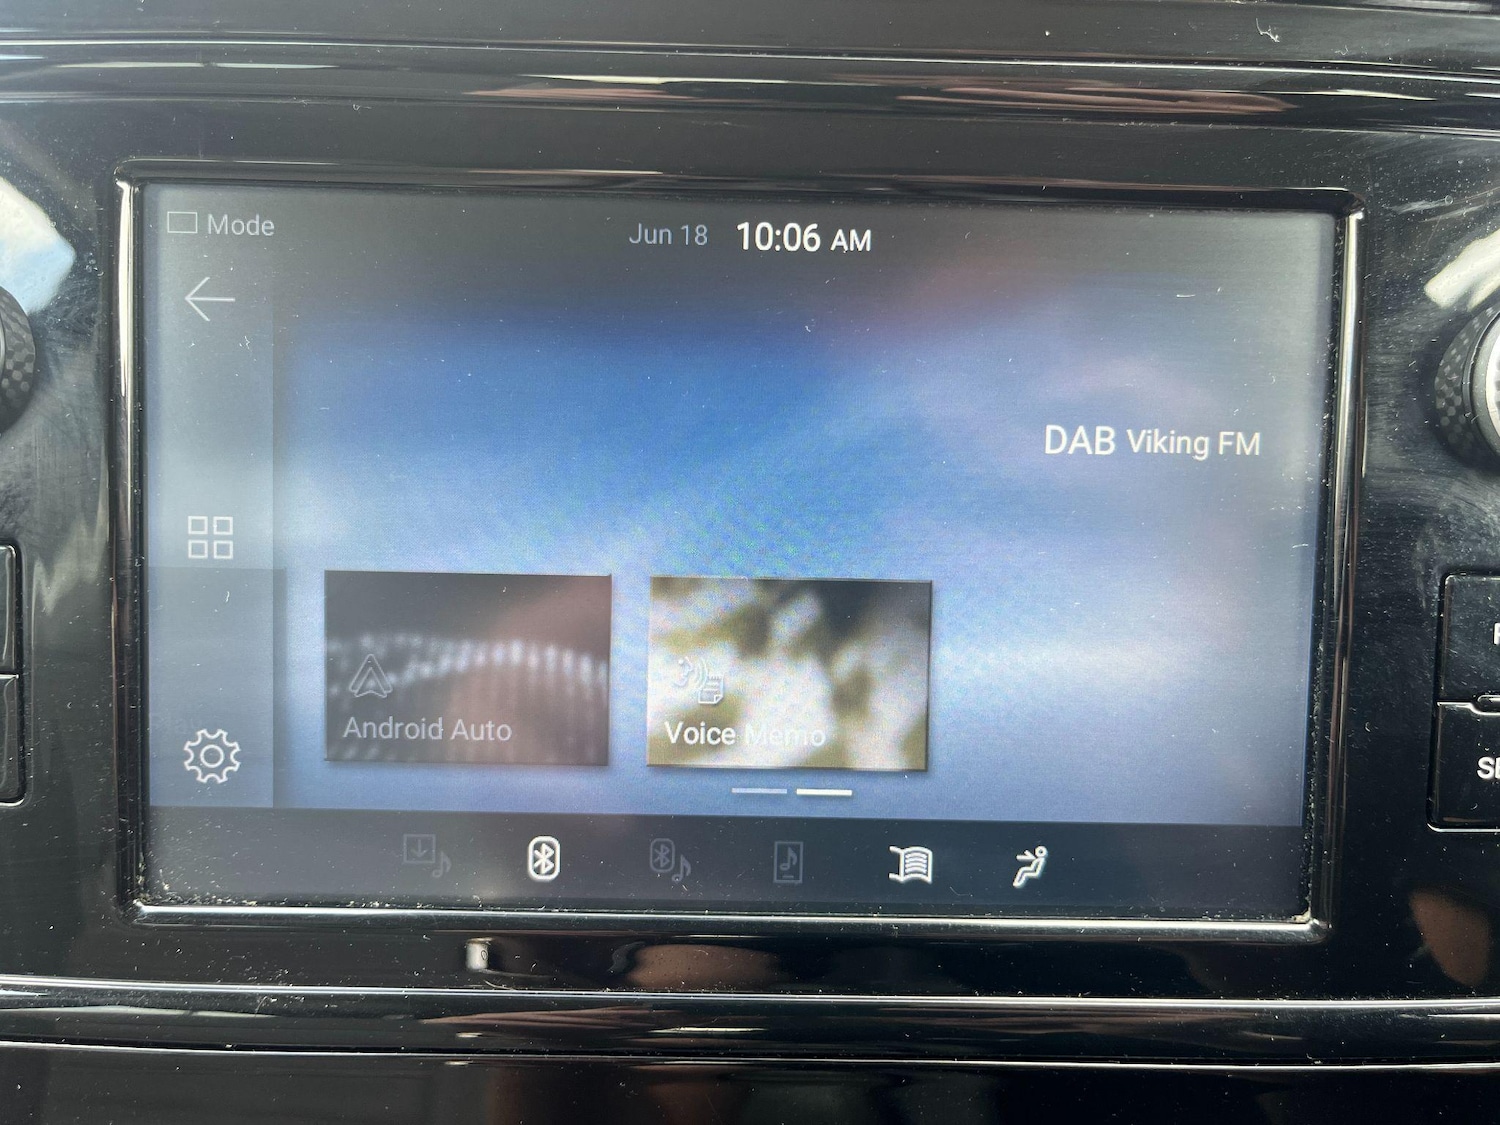 Mode
Jun 18 10:06 AM
DAB Viking FM
Android Auto
Voice Memo